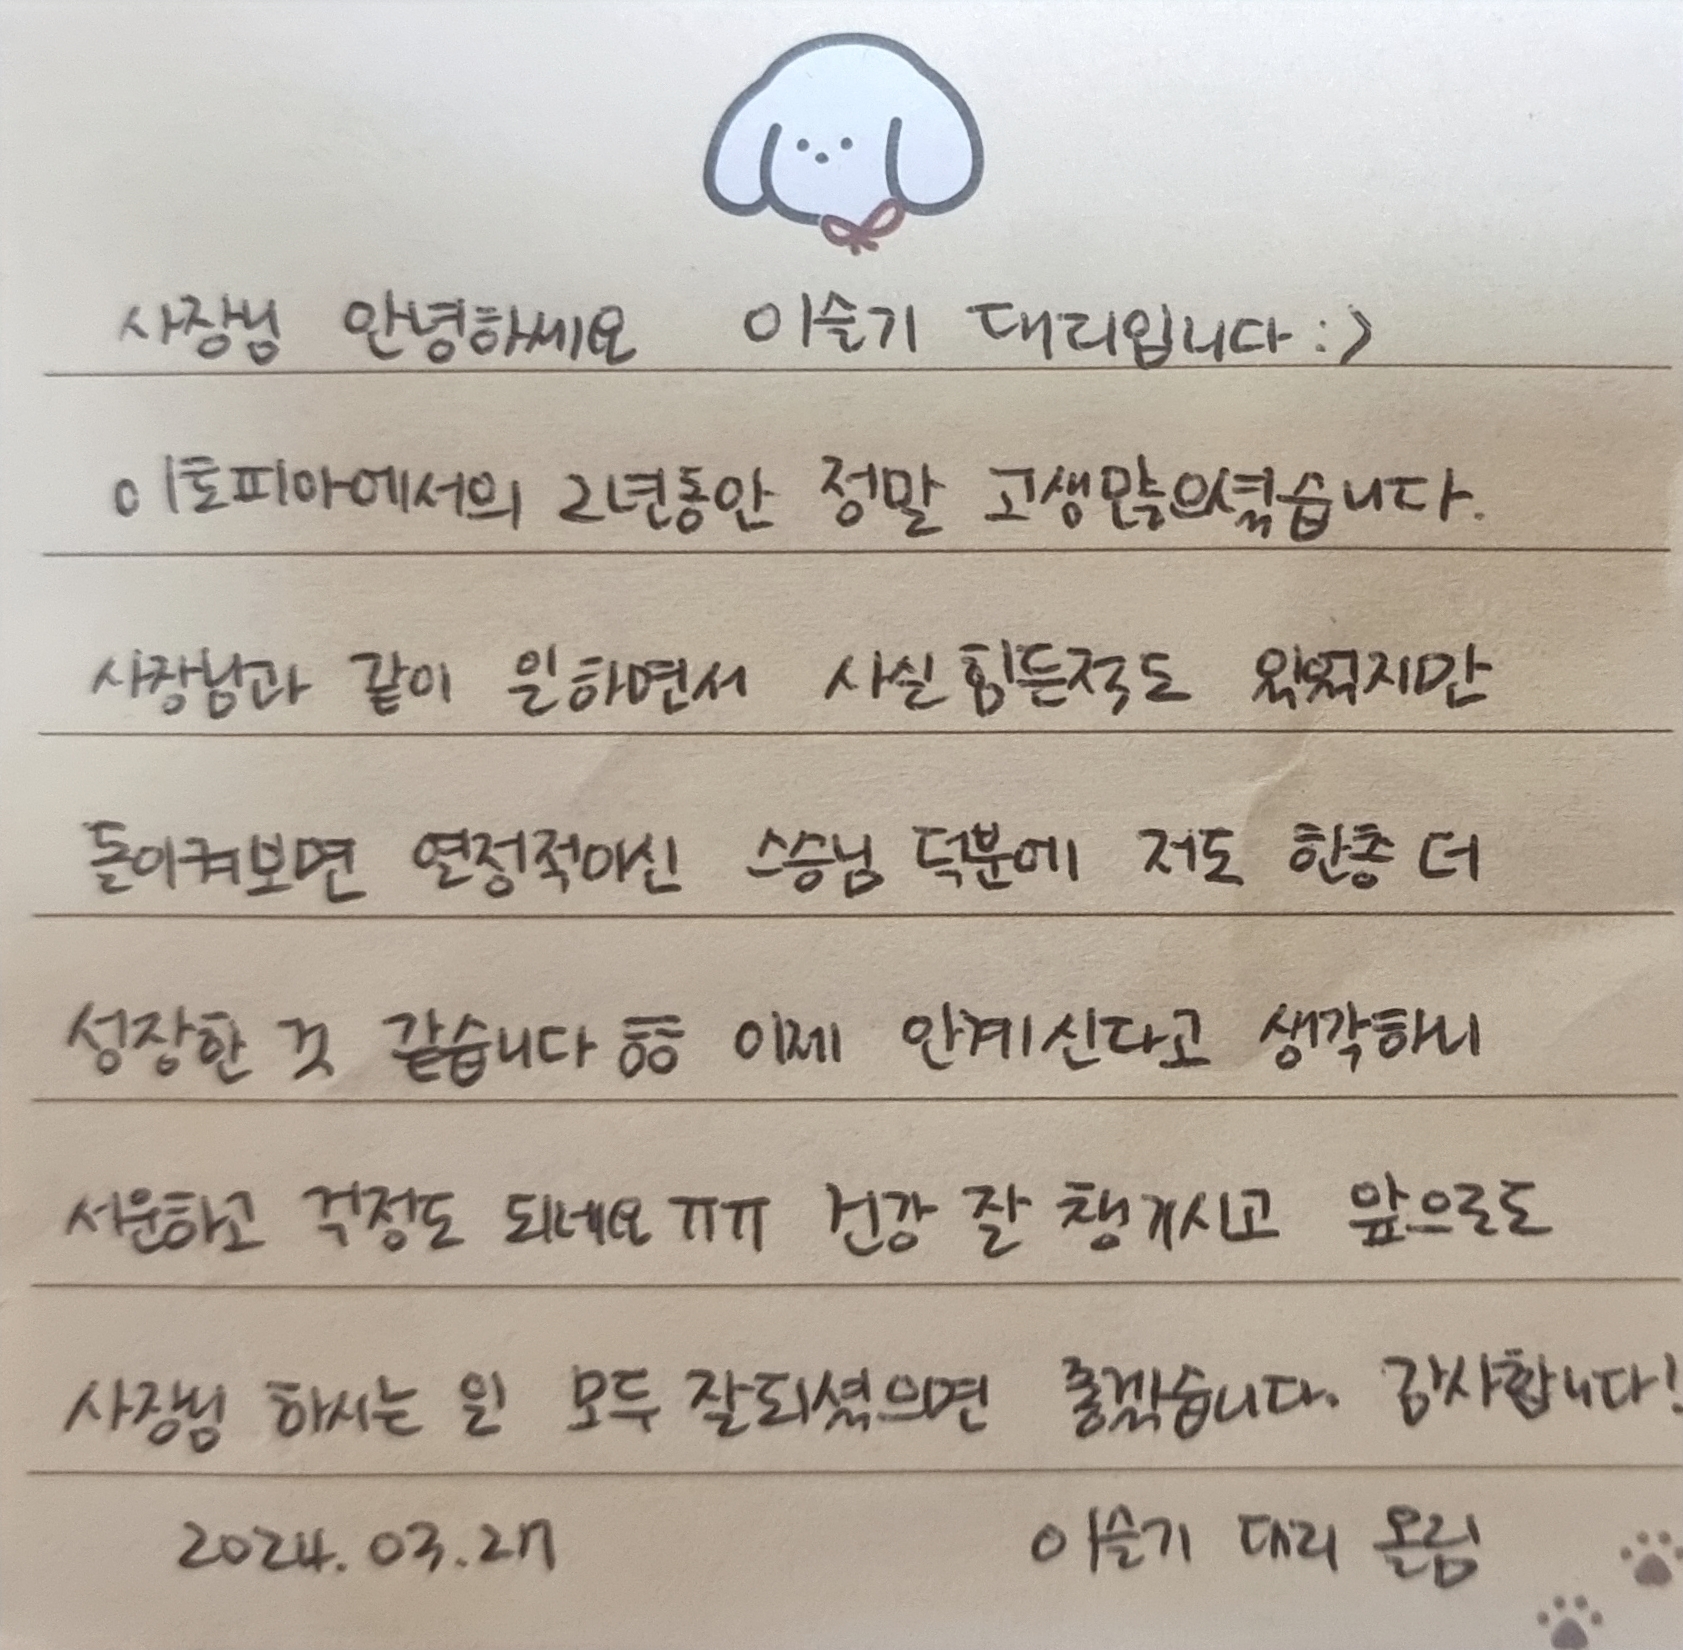 사장님 안녕하세요 이슬기 대리입니다 :>
이토피아에서의 2년동안 정말 고생많으셨습니다.
사장님과 같이 일하면서 사실 힘든적도 있었지만
돌이켜보면 열정적이신 스승님 덕분에 저도 한층 더
성장한 것 같습니다 ㅎㅎ 이제 안계신다고 생각하니
서운하고 걱정도 되네요 ㅠㅠ 건강 잘 챙기시고 앞으로도
사장님 하시는 일 모두 잘되셨으면 좋겠습니다. 감사합니다!
2024.03.27 이슬기 대리 올림